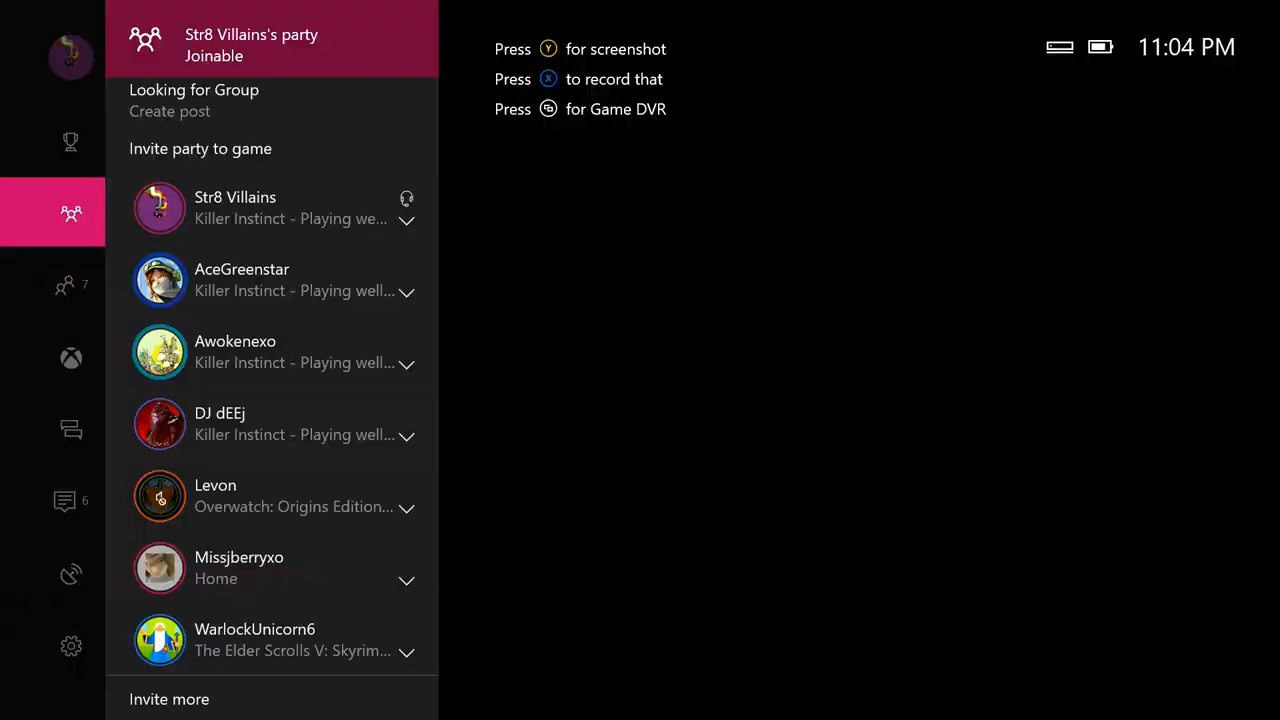 Str8 Villains's party
Joinable
Looking for Group
Create post
Invite party to game
Str8 Villains
Killer Instinct - Playing we...
AceGreenstar
Killer Instinct - Playing well...
Awokenexo
Killer Instinct - Playing well...
DJ dEEj
Killer Instinct - Playing well...
Levon
Overwatch: Origins Edition...
Missjberryxo
Home
WarlockUnicorn6
The Elder Scrolls V: Skyrim...
Invite more
7
6
Press Y for screenshot
Press X to record that
Press for Game DVR
11:04 PM